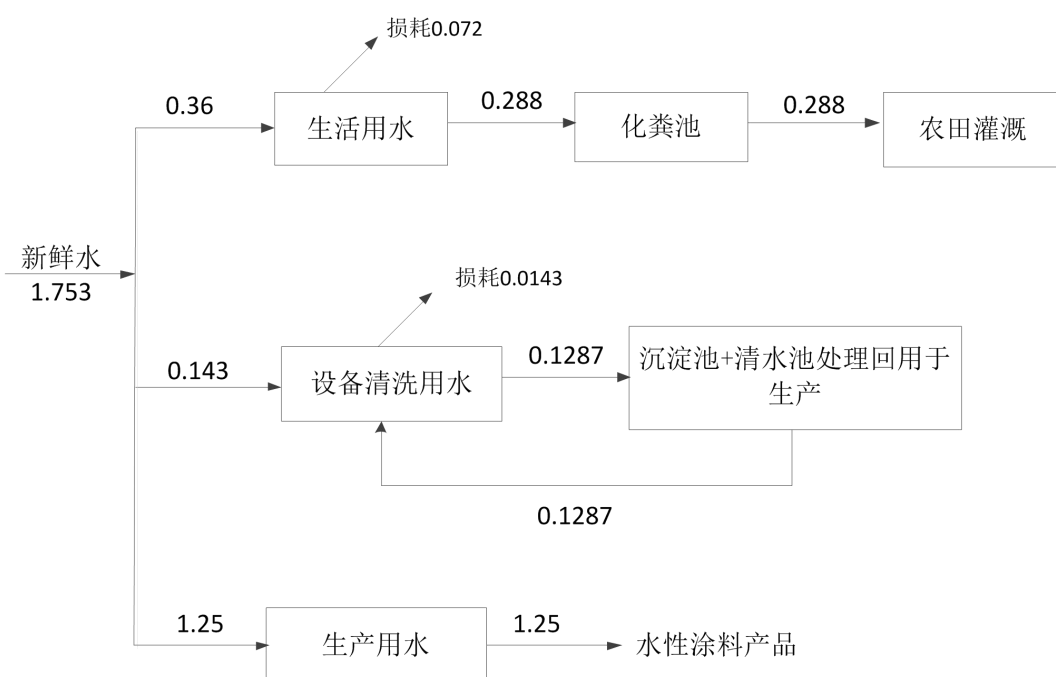 损耗0.072
0.36
生活用水
0.288
化粪池
0.288
农田灌溉
新鲜水
1.753
损耗0.0143
0.143
设备清洗用水
0.1287
沉淀池+清水池处理回用于
生产
0.1287
1.25
生产用水
1.25
水性涂料产品